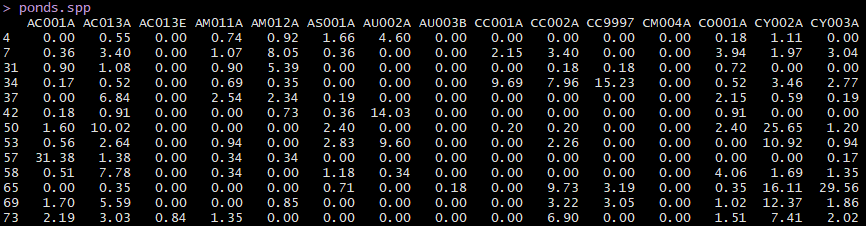 > ponds.spp
AC001A AC013A AC013E AM011A AM012A AS001A AU002A AU003B CC001A CC002A CC9997 CM004A CO001A CY002A CY003A
4 0.00 0.55 0.00 0.74 0.92 1.66 4.60 0.00 0.00 0.00 0.00 0.00 0.18 1.11 0.00
7 0.36 3.40 0.00 1.07 8.05 0.36 0.00 0.00 2.15 3.40 0.00 0.00 3.94 1.97 3.04
31 0.90 1.08 0.00 0.90 5.39 0.00 0.00 0.00 0.00 0.18 0.18 0.00 0.72 0.00 0.00
34 0.17 0.52 0.00 0.69 0.35 0.00 0.00 0.00 9.69 7.96 15.23 0.00 0.52 3.46 2.77
37 0.00 6.84 0.00 2.54 2.34 0.19 0.00 0.00 0.00 0.00 0.00 0.00 2.15 0.59 0.19
42 0.18 0.91 0.00 0.00 0.73 0.36 14.03 0.00 0.00 0.00 0.00 0.00 0.91 0.00 0.00
50 1.60 10.02 0.00 0.00 0.00 2.40 0.00 0.00 0.20 0.20 0.00 0.00 2.40 25.65 1.20
53 0.56 2.64 0.00 0.94 0.00 2.83 9.60 0.00 0.00 2.26 0.00 0.00 0.00 10.92 0.94
57 31.38 1.38 0.00 0.34 0.34 0.00 0.00 0.00 0.00 0.00 0.00 0.00 0.00 0.00 0.17
58 0.51 7.78 0.00 0.34 0.00 1.18 0.34 0.00 0.00 0.00 0.00 0.00 4.06 1.69 1.35
65 0.00 0.35 0.00 0.00 0.00 0.71 0.00 0.18 0.00 9.73 3.19 0.00 0.35 16.11 29.56
69 1.70 5.59 0.00 0.00 0.85 0.00 0.00 0.00 0.00 3.22 3.05 0.00 1.02 12.37 1.86
73 2.19 3.03 0.84 1.35 0.00 0.00 0.00 0.00 0.00 6.90 0.00 0.00 1.51 7.41 2.02